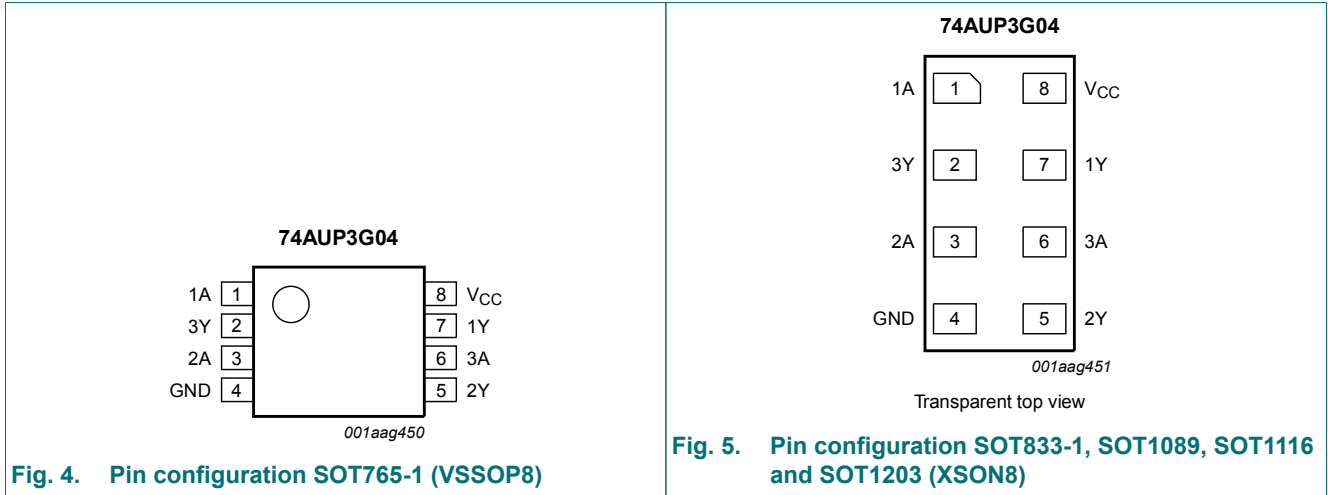 74AUP3G04
1A 1 8 VCC
3Y 2 7 1Y
2A 3 6 3A
GND 4 5 2Y
001aag450
Fig. 4. Pin configuration SOT765-1 (VSSOP8)
74AUP3G04
1A 1 8 VCC
3Y 2 7 1Y
2A 3 6 3A
GND 4 5 2Y
001aag451
Transparent top view
Fig. 5. Pin configuration SOT833-1, SOT1089, SOT1116
and SOT1203 (XSON8)